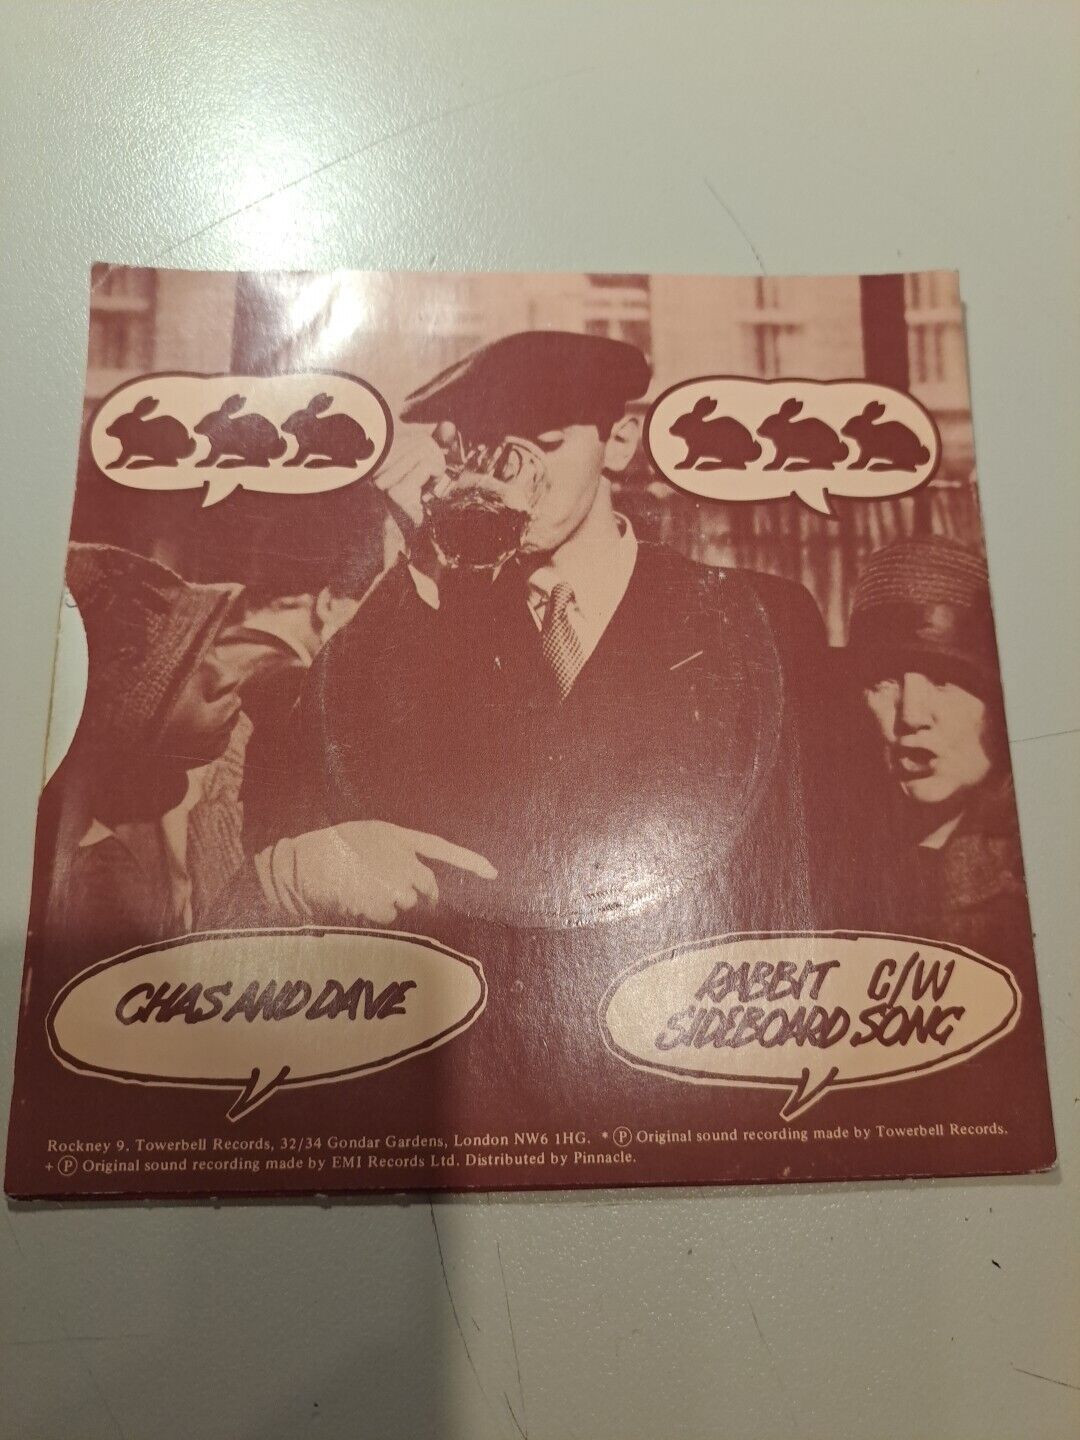 CHAS AND DAVE
RABBIT C/W
SIDEBOARD SONG
Rockney 9. Towerbell Records, 32/34 Gondar Gardens, London NW6 1HG. * Ⓟ Original sound recording made by Towerbell Records.
+ Ⓟ Original sound recording made by EMI Records Ltd. Distributed by Pinnacle.